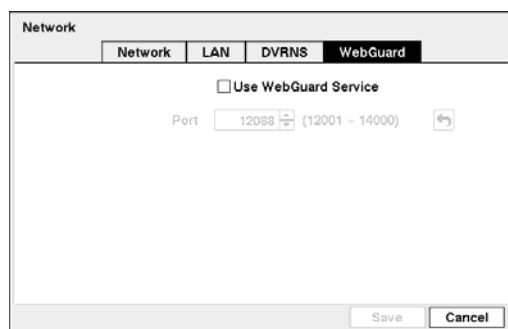 Network
Network LAN DVRNS WebGuard
Use WebGuard Service
Port 12088 (12001 ~ 14000)
Save Cancel